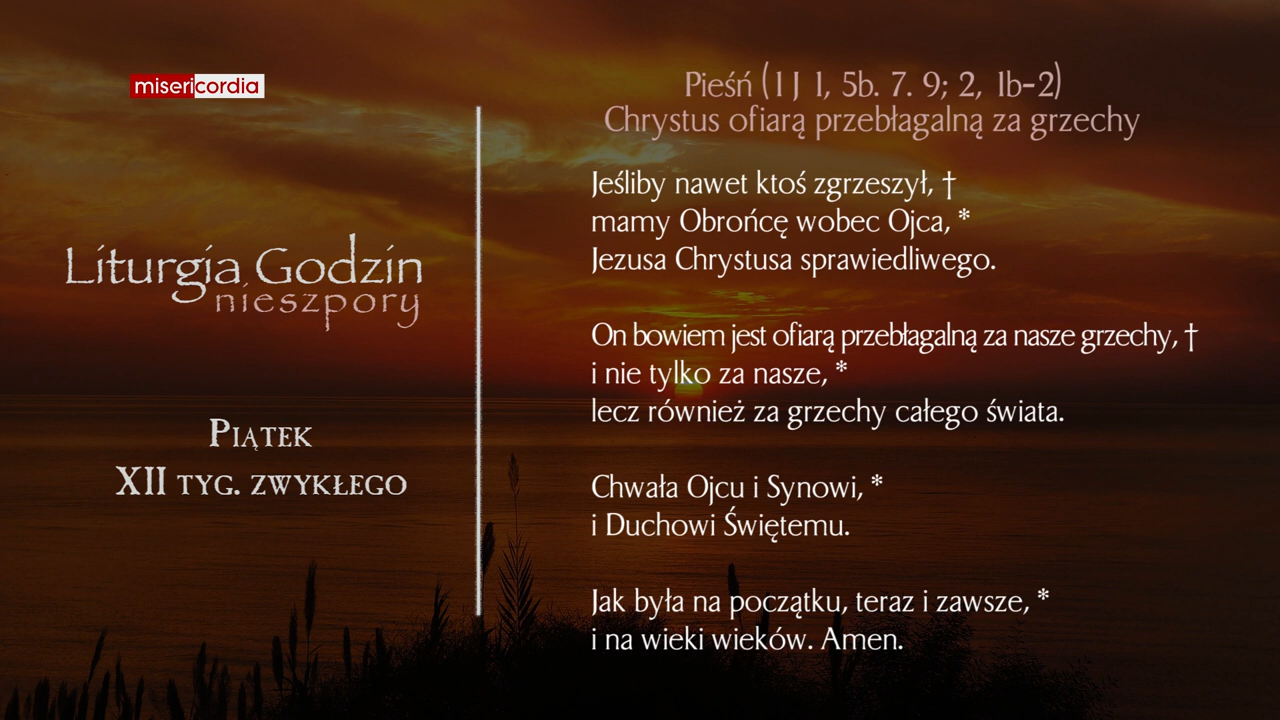 misericordia
Liturgia Godzin
nieszpory
Piątek
XII tyg. zwykłego
Pieśń (1 J 1, 5b. 7. 9; 2, 1b-2)
Chrystus ofiarą przebłagalną za grzechy
Jeśliby nawet ktoś zgrzeszył, †
mamy Obrońcę wobec Ojca, *
Jezusa Chrystusa sprawiedliwego.
On bowiem jest ofiarą przebłagalną za nasze grzechy, †
i nie tylko za nasze, *
lecz również za grzechy całego świata.
Chwała Ojcu i Synowi, *
i Duchowi Świętemu.
Jak była na początku, teraz i zawsze, *
i na wieki wieków. Amen.